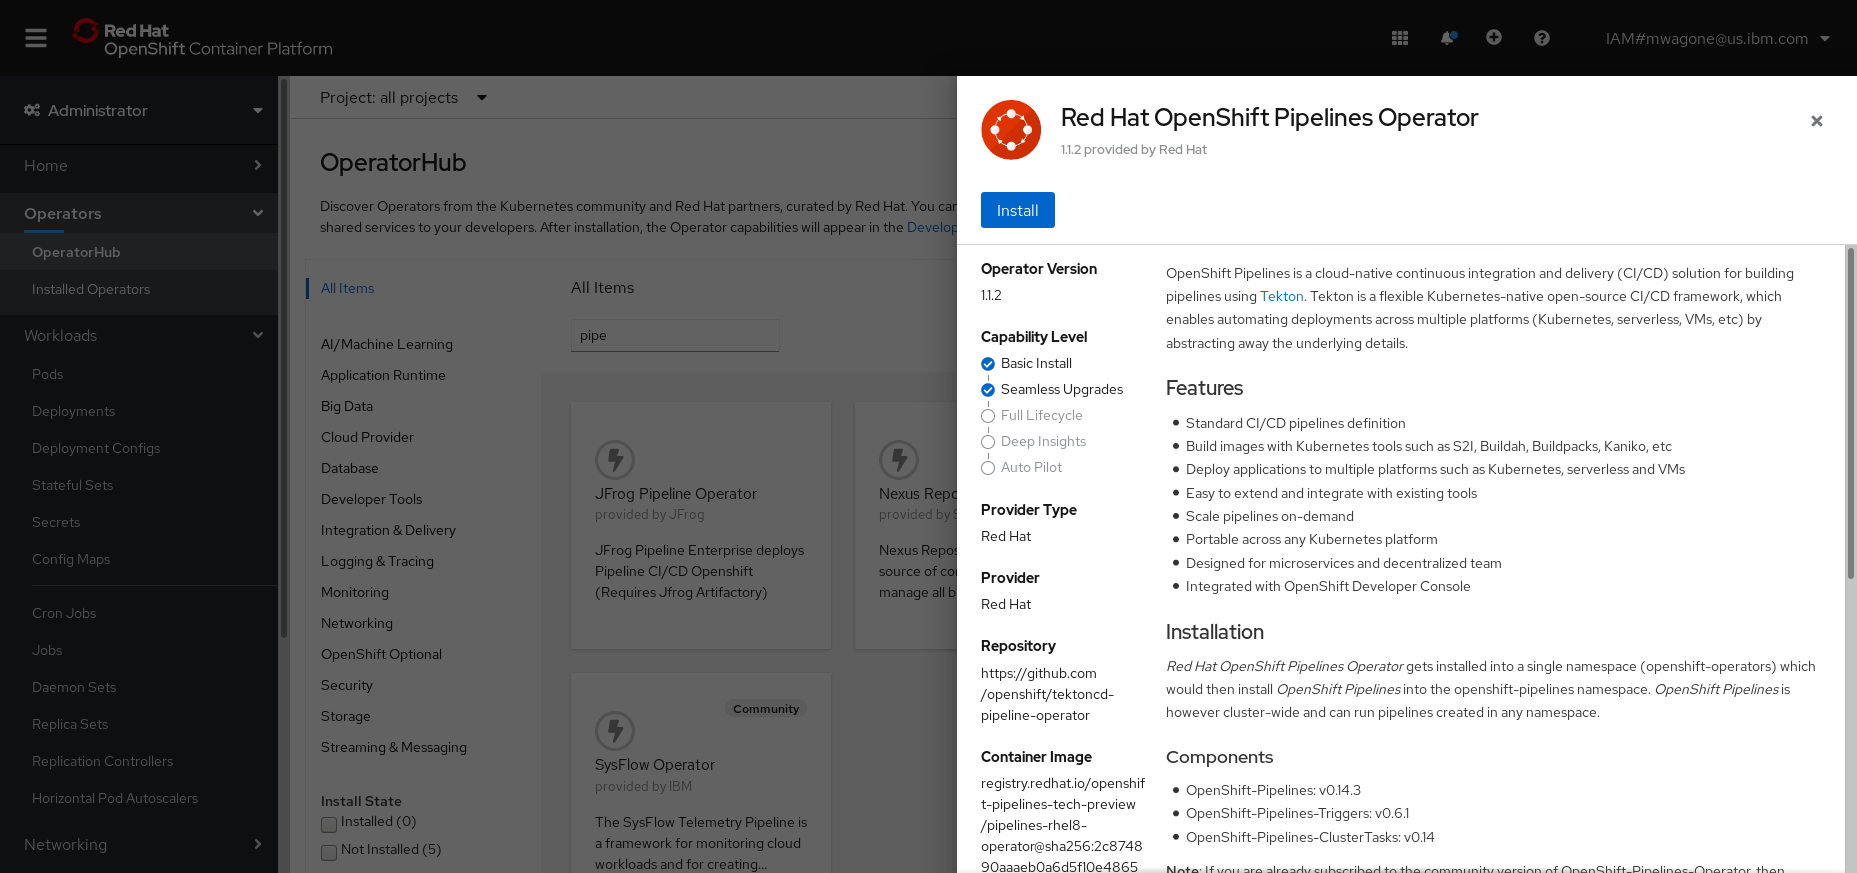 Red Hat
OpenShift Container Platform
IAM#mwagone@us.ibm.com
Administrator
Home
Operators
OperatorHub
Installed Operators
Workloads
Pods
Deployments
Deployment Configs
Stateful Sets
Secrets
Config Maps
Cron Jobs
Jobs
Daemon Sets
Replica Sets
Replication Controllers
Horizontal Pod Autoscalers
Networking
Project: all projects
OperatorHub
Discover Operators from the Kubernetes community and Red Hat partners, curated by Red Hat. You can
shared services to your developers. After installation, the Operator capabilities will appear in the Develop
All Items
AI/Machine Learning
Application Runtime
Big Data
Cloud Provider
Database
Developer Tools
Integration & Delivery
Logging & Tracing
Monitoring
Networking
OpenShift Optional
Security
Storage
Streaming & Messaging
Install State
Installed (0)
Not Installed (5)
All Items
pipe
JFrog Pipeline Operator
provided by JFrog
JFrog Pipeline Enterprise deploys
Pipeline CI/CD Openshift
(Requires Jfrog Artifactory)
Nexus Repo
provided by S
Nexus Repos
source of co
manage all b
Community
SysFlow Operator
provided by IBM
The SysFlow Telemetry Pipeline is
a framework for monitoring cloud
workloads and for creating...
Red Hat OpenShift Pipelines Operator
1.1.2 provided by Red Hat
Install
Operator Version
1.1.2
Capability Level
Basic Install
Seamless Upgrades
Full Lifecycle
Deep Insights
Auto Pilot
Provider Type
Red Hat
Provider
Red Hat
Repository
https://github.com
/openshift/tektoncd-
pipeline-operator
Container Image
registry.redhat.io/openshif
t-pipelines-tech-preview
/pipelines-rhel8-
operator@sha256:2c8748
90aaaeb0a6d5f10e4865
OpenShift Pipelines is a cloud-native continuous integration and delivery (CI/CD) solution for building
pipelines using Tekton. Tekton is a flexible Kubernetes-native open-source CI/CD framework, which
enables automating deployments across multiple platforms (Kubernetes, serverless, VMs, etc) by
abstracting away the underlying details.
Features
• Standard CI/CD pipelines definition
• Build images with Kubernetes tools such as S2I, Buildah, Buildpacks, Kaniko, etc
• Deploy applications to multiple platforms such as Kubernetes, serverless and VMs
• Easy to extend and integrate with existing tools
• Scale pipelines on-demand
• Portable across any Kubernetes platform
• Designed for microservices and decentralized team
• Integrated with OpenShift Developer Console
Installation
Red Hat OpenShift Pipelines Operator gets installed into a single namespace (openshift-operators) which
would then install OpenShift Pipelines into the openshift-pipelines namespace. OpenShift Pipelines is
however cluster-wide and can run pipelines created in any namespace.
Components
• OpenShift-Pipelines: v0.14.3
• OpenShift-Pipelines-Triggers: v0.6.1
• OpenShift-Pipelines-ClusterTasks: v0.14
Note: If you are already subscribed to the community version of OpenShift-Pipelines-Operator, then